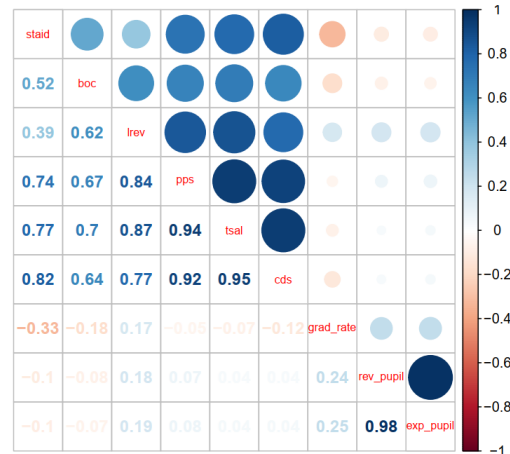 staid
0.52 boc
0.39 0.62 lrev
0.74 0.67 0.84 pps
0.77 0.7 0.87 0.94 tsal
0.82 0.64 0.77 0.92 0.95 cds
−0.33 −0.18 0.17 −0.05 −0.07 −0.12 grad_rate
−0.1 −0.08 0.18 0.07 0.04 0.04 0.24 rev_pupil
−0.1 −0.07 0.19 0.08 0.04 0.04 0.25 0.98 exp_pupil
1
0.8
0.6
0.4
0.2
0
−0.2
−0.4
−0.6
−0.8
−1